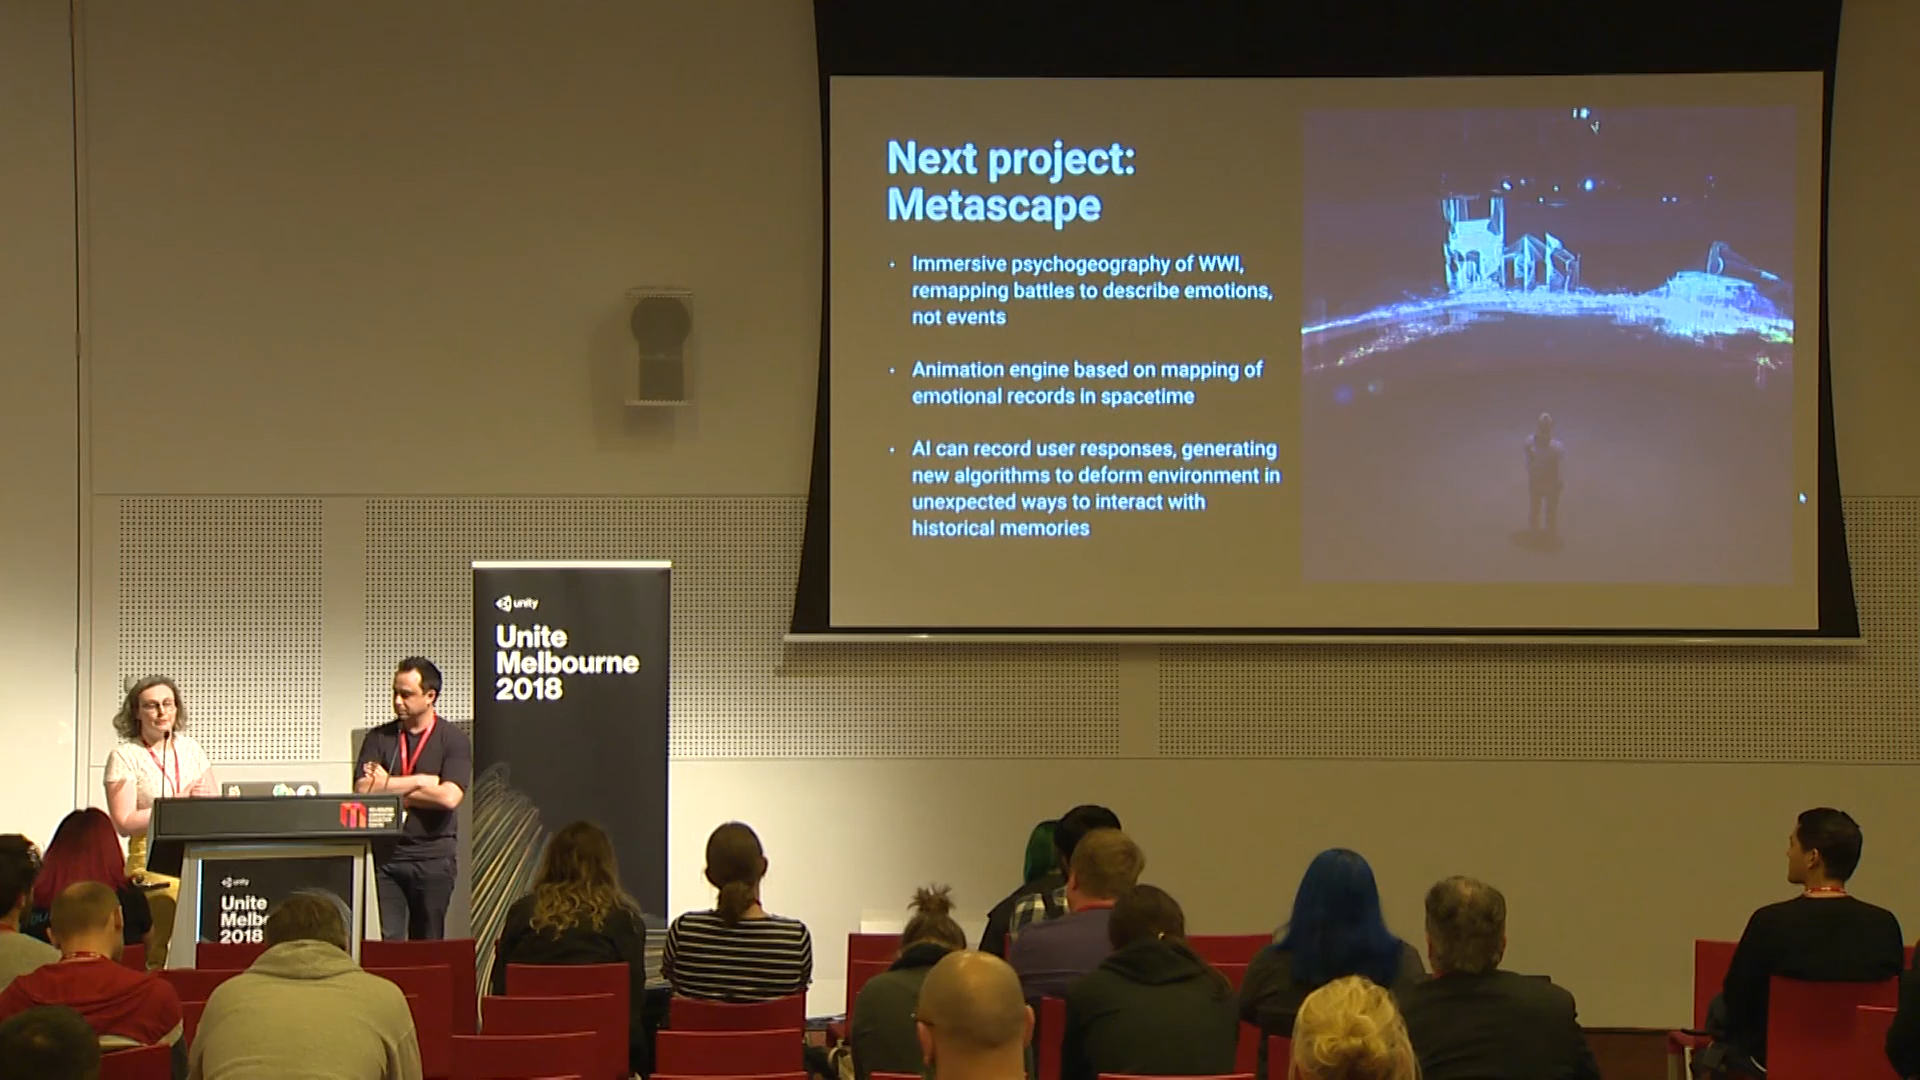 Next project:
Metascape
• Immersive psychogeography of WWI,
remapping battles to describe emotions,
not events
• Animation engine based on mapping of
emotional records in spacetime
• AI can record user responses, generating
new algorithms to deform environment in
unexpected ways to interact with
historical memories
unity
Unite
Melbourne
2018
unity
Unite
Melb
2018